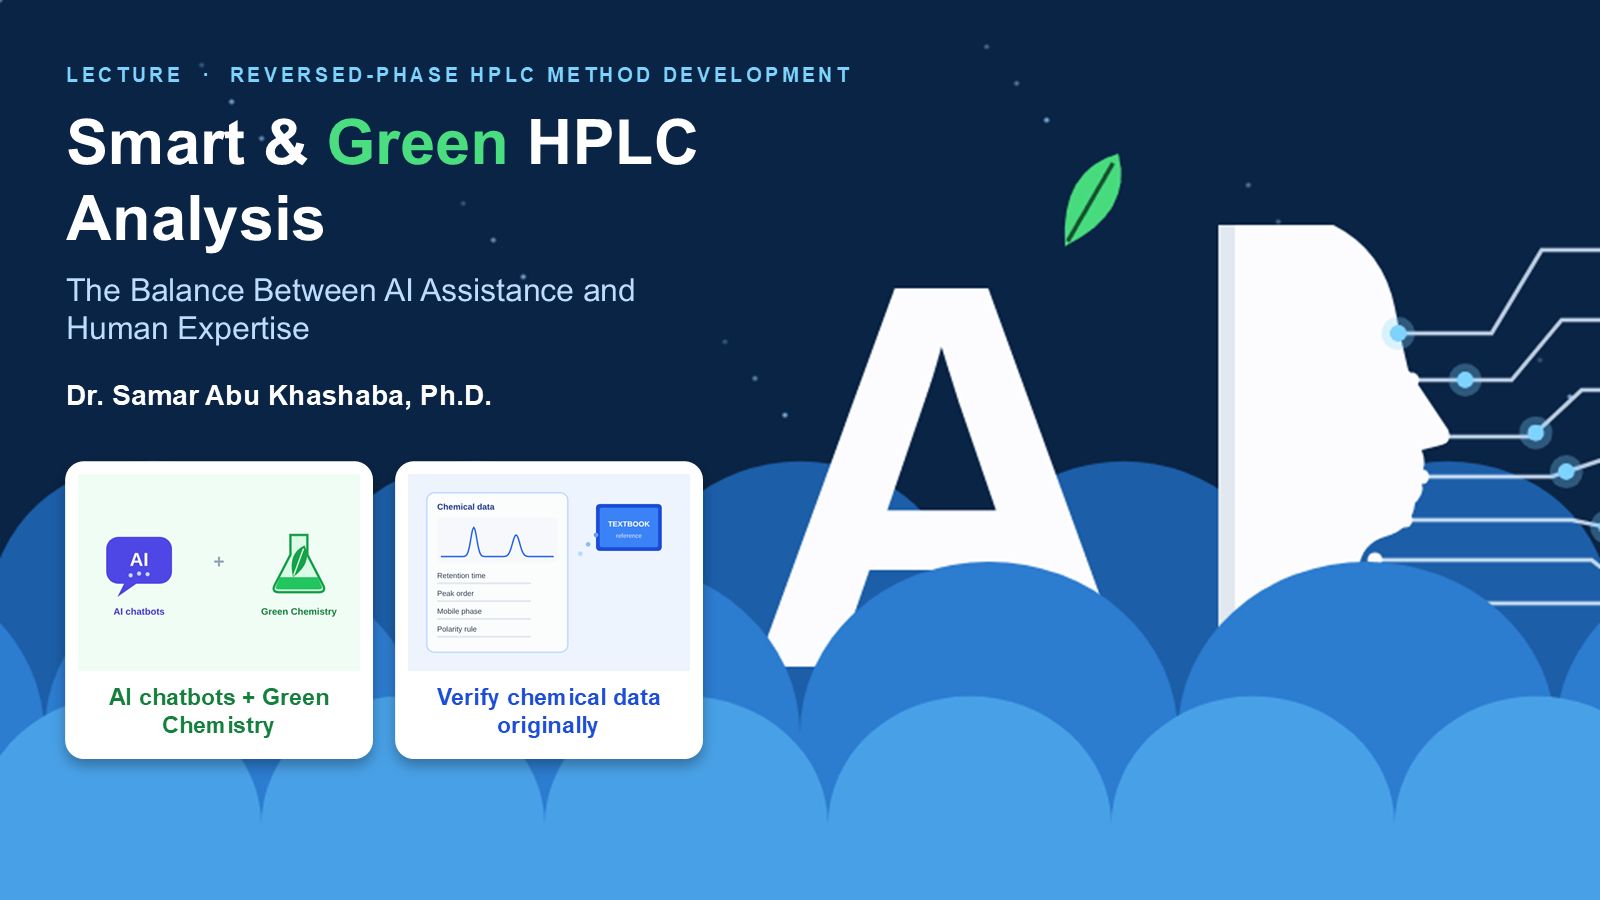 LECTURE · REVERSED-PHASE HPLC METHOD DEVELOPMENT
Smart & Green HPLC
Analysis
The Balance Between AI Assistance and
Human Expertise
Dr. Samar Abu Khashaba, Ph.D.
AI
+
AI chatbots
Green Chemistry
AI chatbots + Green
Chemistry
Chemical data
TEXTBOOK
reference
Retention time
Peak order
Mobile phase
Polarity rule
Verify chemical data
originally
A